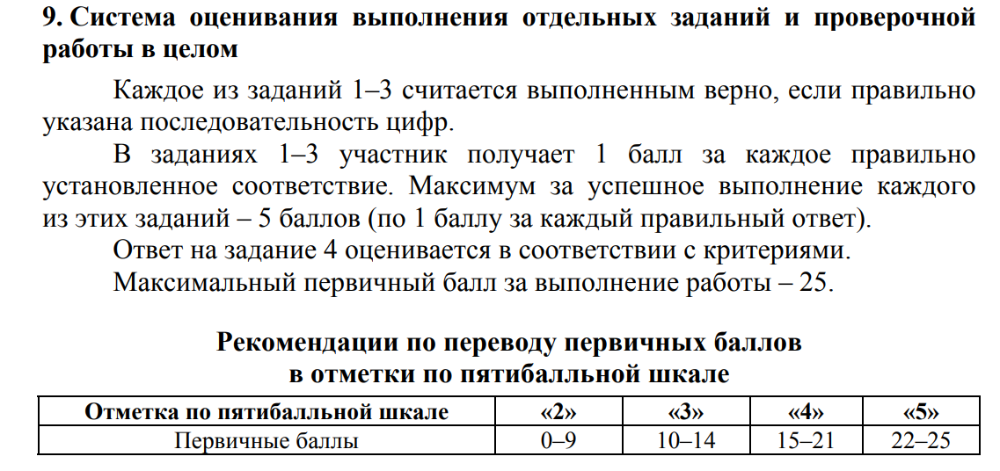 9. Система оценивания выполнения отдельных заданий и проверочной
работы в целом
Каждое из заданий 1–3 считается выполненным верно, если правильно
указана последовательность цифр.
В заданиях 1–3 участник получает 1 балл за каждое правильно
установленное соответствие. Максимум за успешное выполнение каждого
из этих заданий – 5 баллов (по 1 баллу за каждый правильный ответ).
Ответ на задание 4 оценивается в соответствии с критериями.
Максимальный первичный балл за выполнение работы – 25.
Рекомендации по переводу первичных баллов
в отметки по пятибалльной шкале
Отметка по пятибалльной шкале «2» «3» «4» «5»
Первичные баллы 0–9 10–14 15–21 22–25